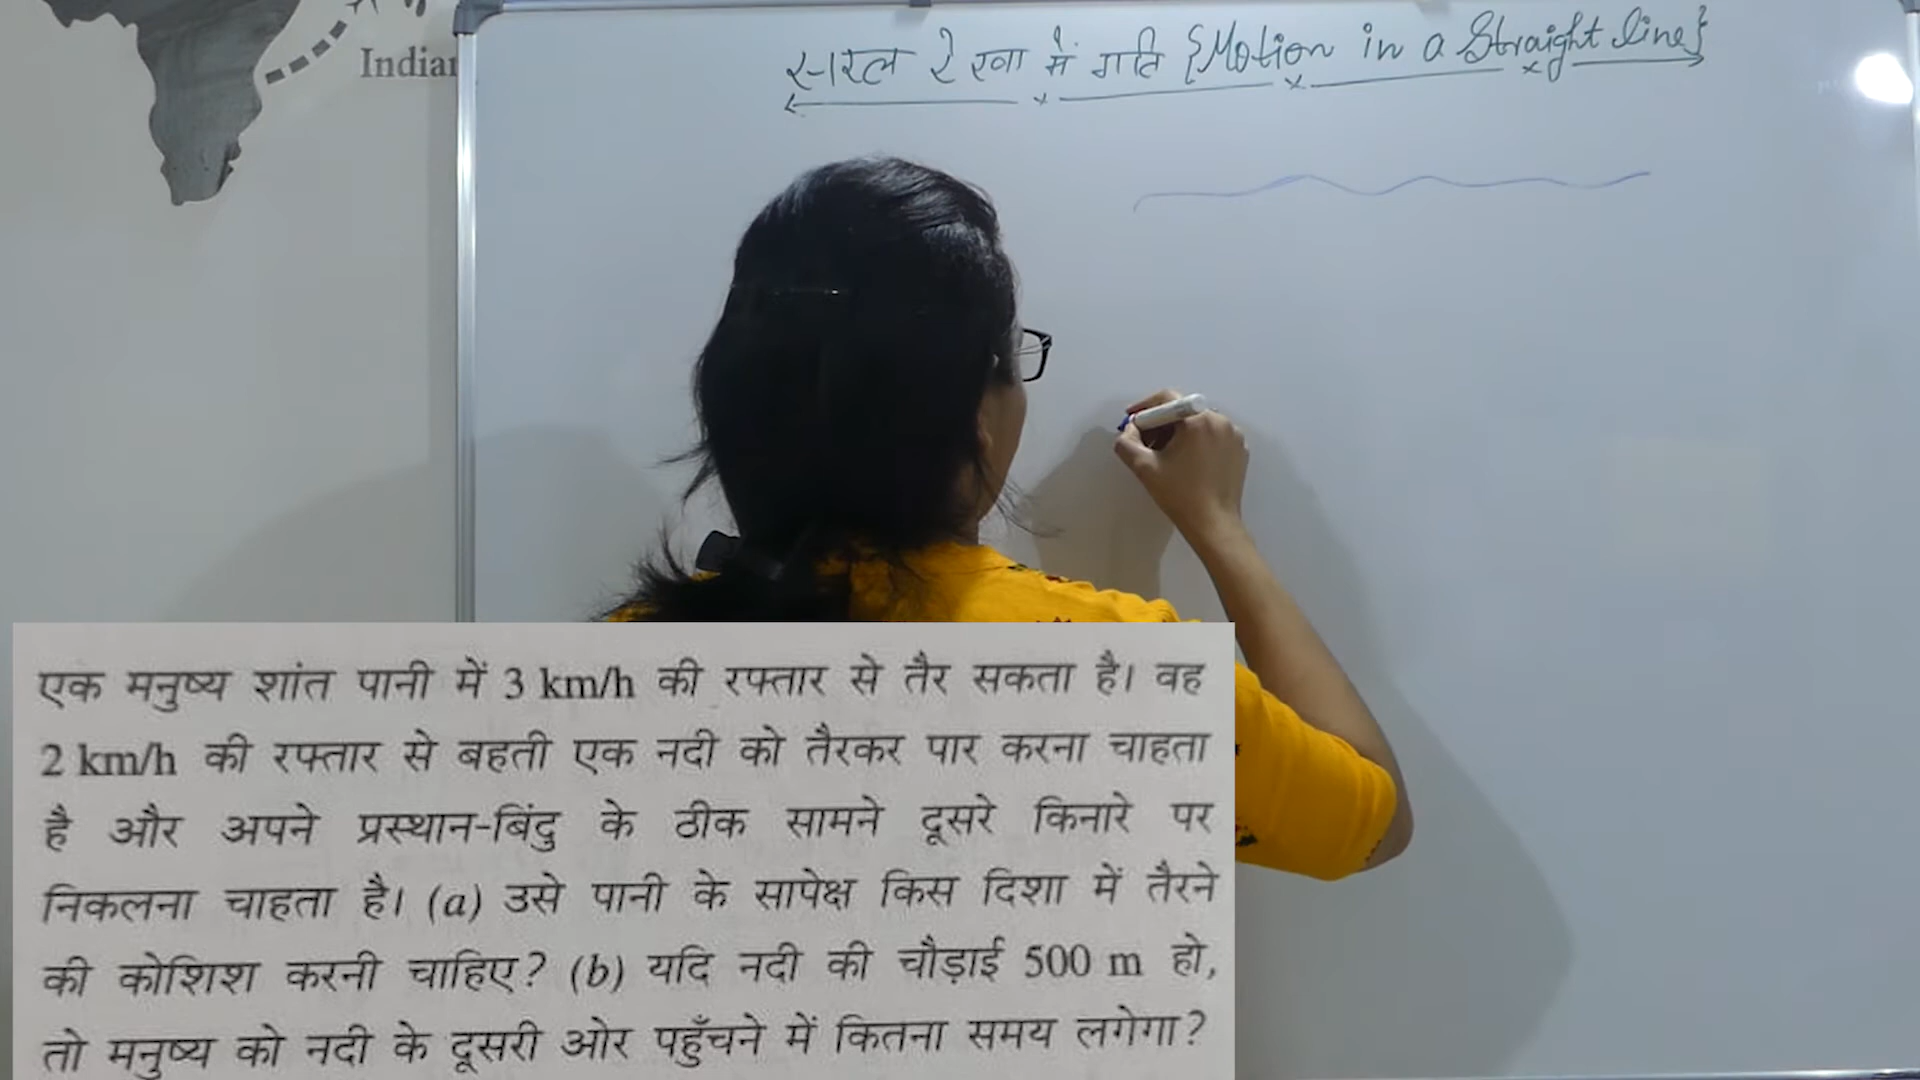 Indian
सरल रेखा में गति {Motion in a Straight line}
एक मनुष्य शांत पानी में 3 km/h की रफ्तार से तैर सकता है। वह
2 km/h की रफ्तार से बहती एक नदी को तैरकर पार करना चाहता
है और अपने प्रस्थान-बिंदु के ठीक सामने दूसरे किनारे पर
निकलना चाहता है। (a) उसे पानी के सापेक्ष किस दिशा में तैरने
की कोशिश करनी चाहिए? (b) यदि नदी की चौड़ाई 500 m हो,
तो मनुष्य को नदी के दूसरी ओर पहुँचने में कितना समय लगेगा?